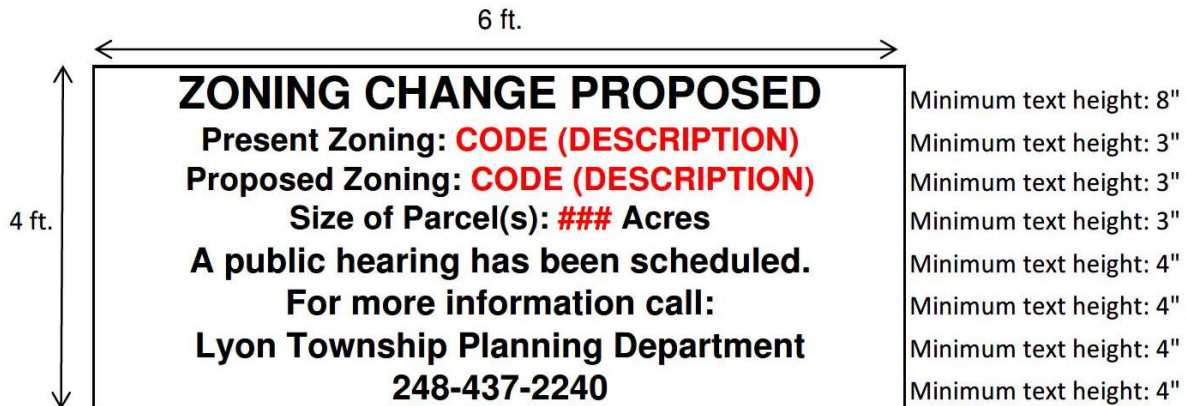 6 ft.
4 ft.
ZONING CHANGE PROPOSED Minimum text height: 8"
Present Zoning: CODE (DESCRIPTION) Minimum text height: 3"
Proposed Zoning: CODE (DESCRIPTION) Minimum text height: 3"
Size of Parcel(s): ### Acres Minimum text height: 3"
A public hearing has been scheduled. Minimum text height: 4"
For more information call: Minimum text height: 4"
Lyon Township Planning Department Minimum text height: 4"
248-437-2240 Minimum text height: 4"